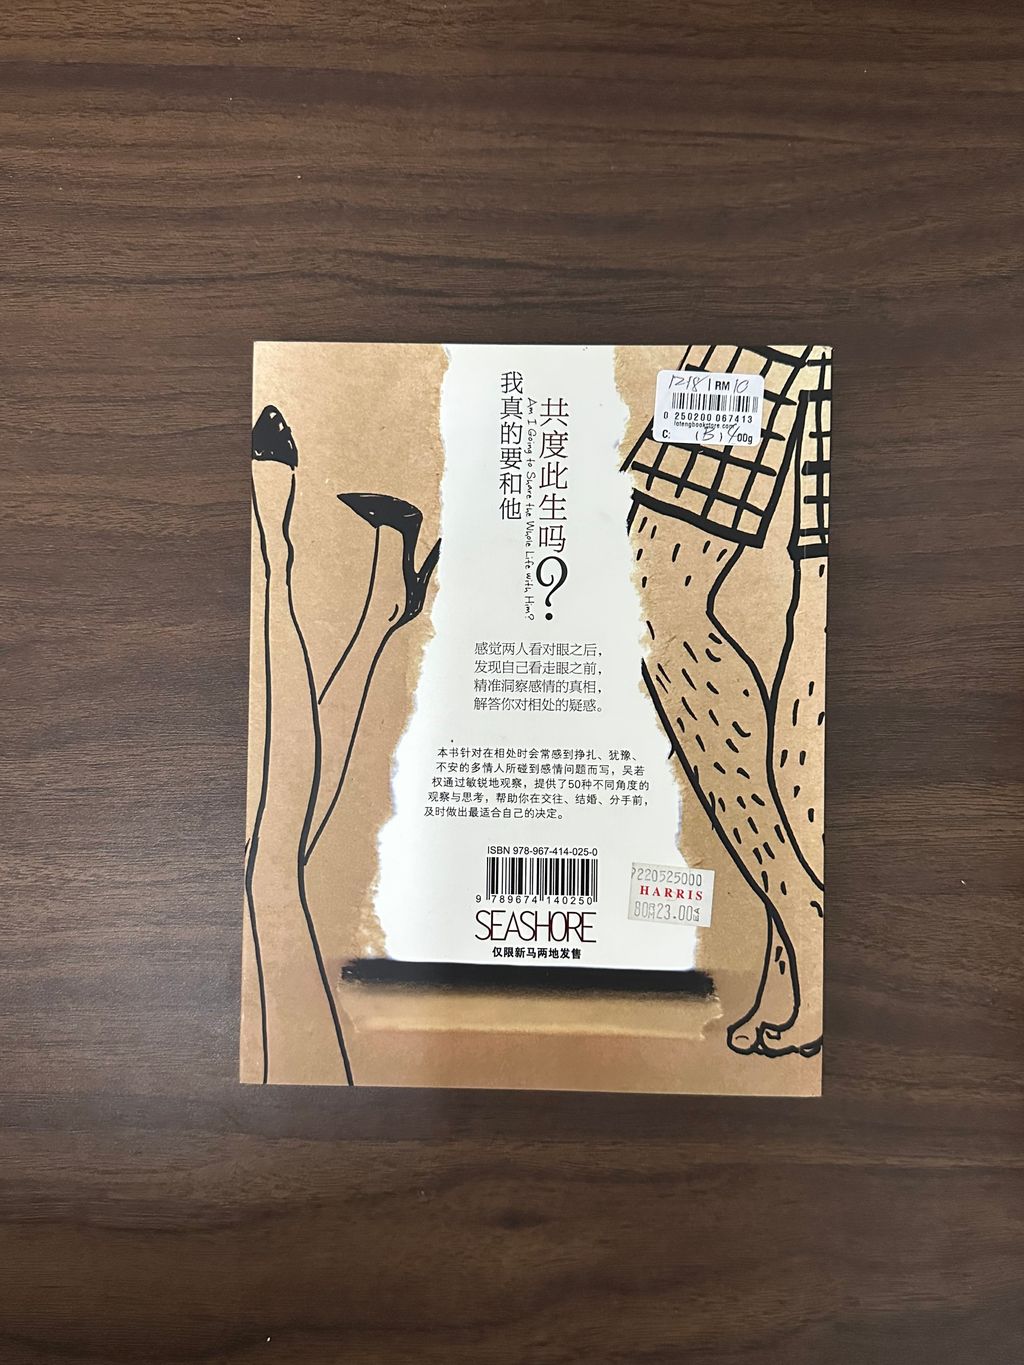 我真的要和他
共度此生吗?
Am I Going to Share the Whole Life with Him?
1218 | RM 10
0 250200 067413
latengbookstore.com
C: (B) 400g
感觉两人看对眼之后，
发现自己看走眼之前，
精准洞察感情的真相，
解答你对相处的疑惑。
本书针对在相处时会常感到挣扎、犹豫、
不安的多情人所碰到感情问题而写，吴若
权通过敏锐地观察，提供了50种不同角度的
观察与思考，帮助你在交往、结婚、分手前，
及时做出最适合自己的决定。
ISBN 978-967-414-025-0
9 789674 140250
SEASHORE
仅限新马两地发售
?220525000
HARRIS
23.00